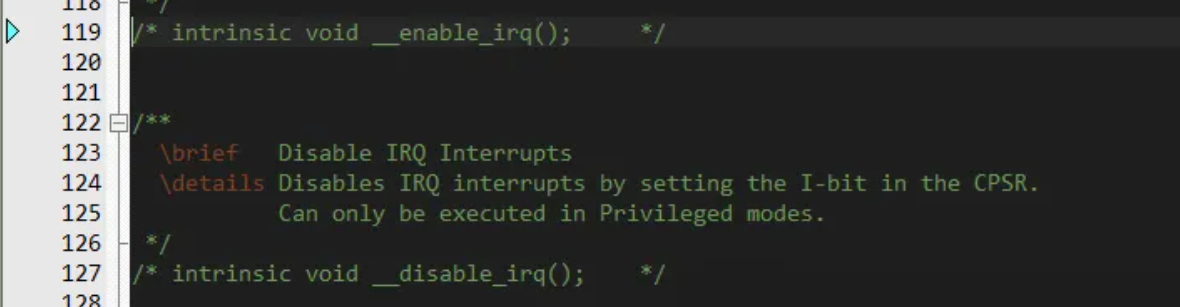 118 */
119 /* intrinsic void __enable_irq();     */
120
121
122 /**
123   \brief   Disable IRQ Interrupts
124   \details Disables IRQ interrupts by setting the I-bit in the CPSR.
125            Can only be executed in Privileged modes.
126  */
127 /* intrinsic void __disable_irq();    */
128